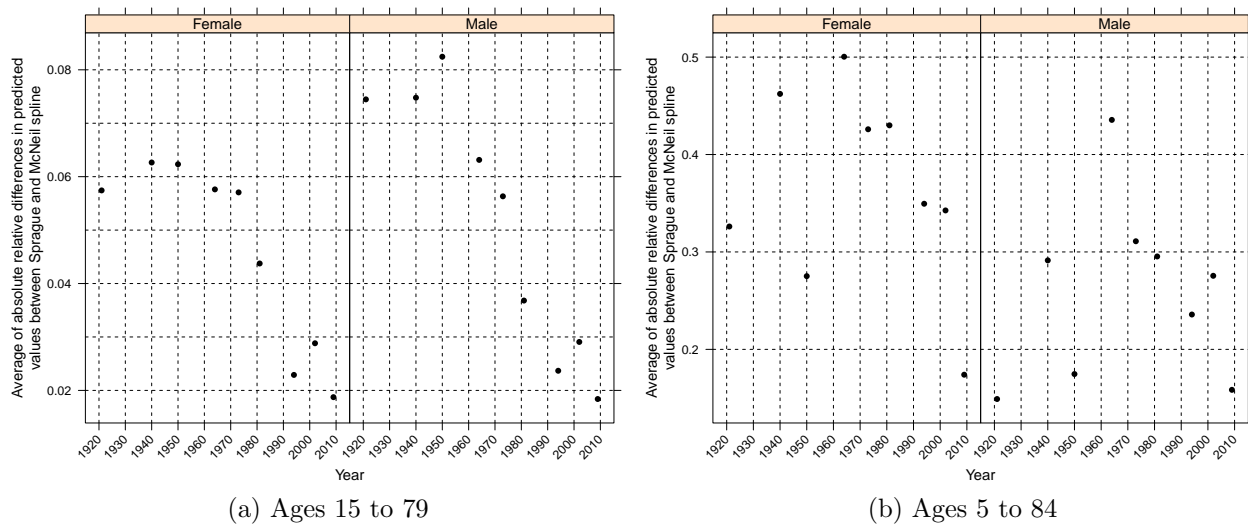 Female
Male
Average of absolute relative differences in predicted
values between Sprague and McNeil spline
0.08
0.06
0.04
0.02
1920 1930 1940 1950 1960 1970 1980 1990 2000 2010
1920 1930 1940 1950 1960 1970 1980 1990 2000 2010
Year
(a) Ages 15 to 79
Female
Male
Average of absolute relative differences in predicted
values between Sprague and McNeil spline
0.5
0.4
0.3
0.2
1920 1930 1940 1950 1960 1970 1980 1990 2000 2010
1920 1930 1940 1950 1960 1970 1980 1990 2000 2010
Year
(b) Ages 5 to 84